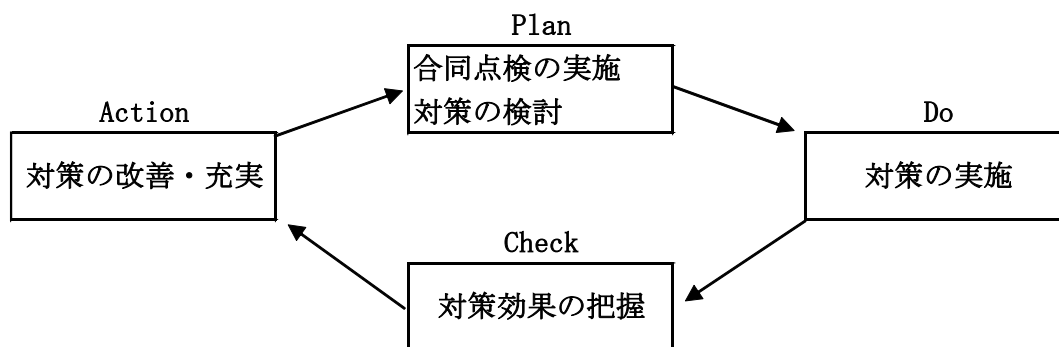 Plan
合同点検の実施
対策の検討
Action
対策の改善・充実
Do
対策の実施
Check
対策効果の把握